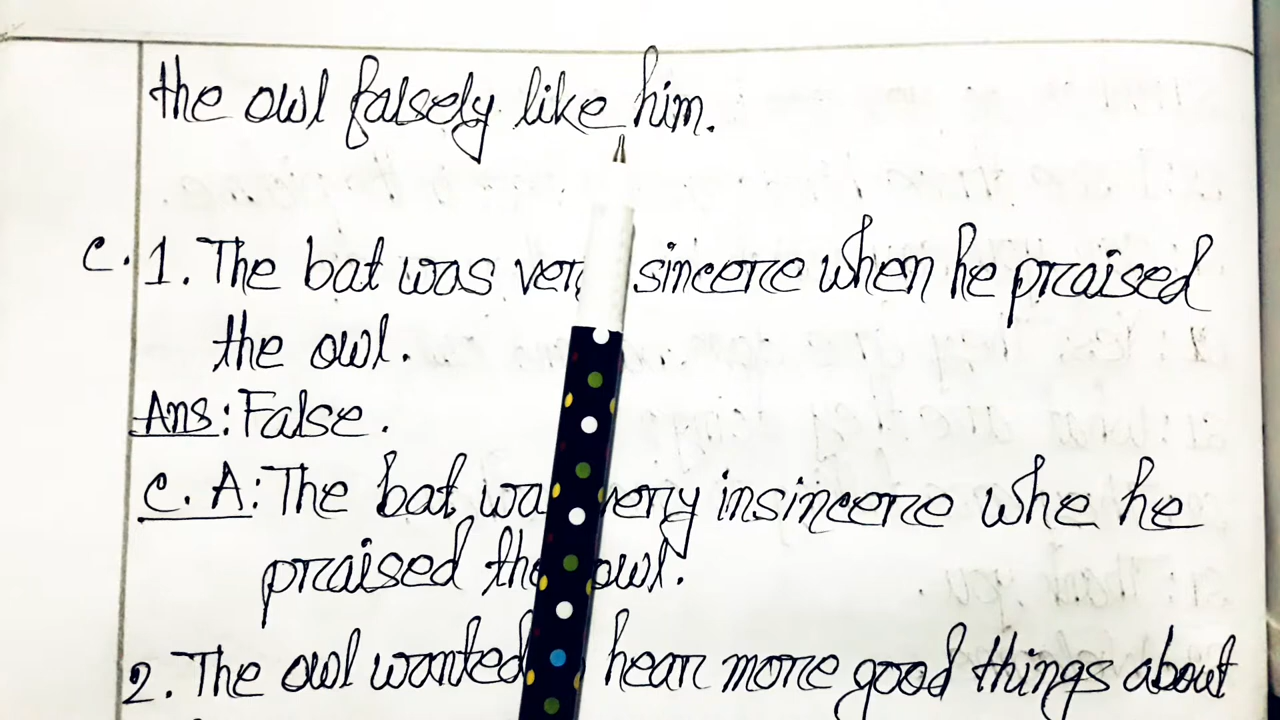 the owl falsely like him.
C. 1. The bat was ver sincere when he praised
the owl.
Ans: False.
C. A: The bat wa very insincere whe he
praised the owl.
2. The owl wanted hear more good things about